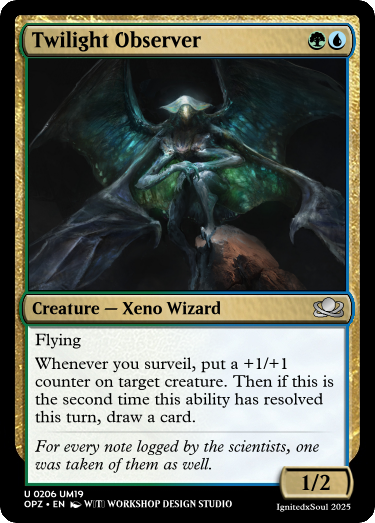 Twilight Observer
Creature — Xeno Wizard
Flying
Whenever you surveil, put a +1/+1
counter on target creature. Then if this is
the second time this ability has resolved
this turn, draw a card.
For every note logged by the scientists, one
was taken of them as well.
1/2
U 0206 UM19
OPZ • EN WORKSHOP DESIGN STUDIO
IgnitedxSoul 2025